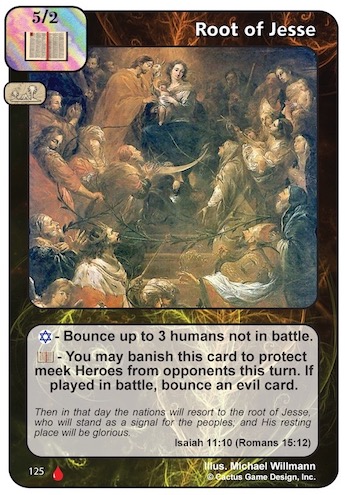 5/2
Root of Jesse
- Bounce up to 3 humans not in battle.
- You may banish this card to protect
meek Heroes from opponents this turn. If
played in battle, bounce an evil card.
Then in that day the nations will resort to the root of Jesse,
who will stand as a signal for the peoples; and His resting
place will be glorious.
Isaiah 11:10 (Romans 15:12)
125
Illus. Michael Willmann
© Cactus Game Design, Inc.